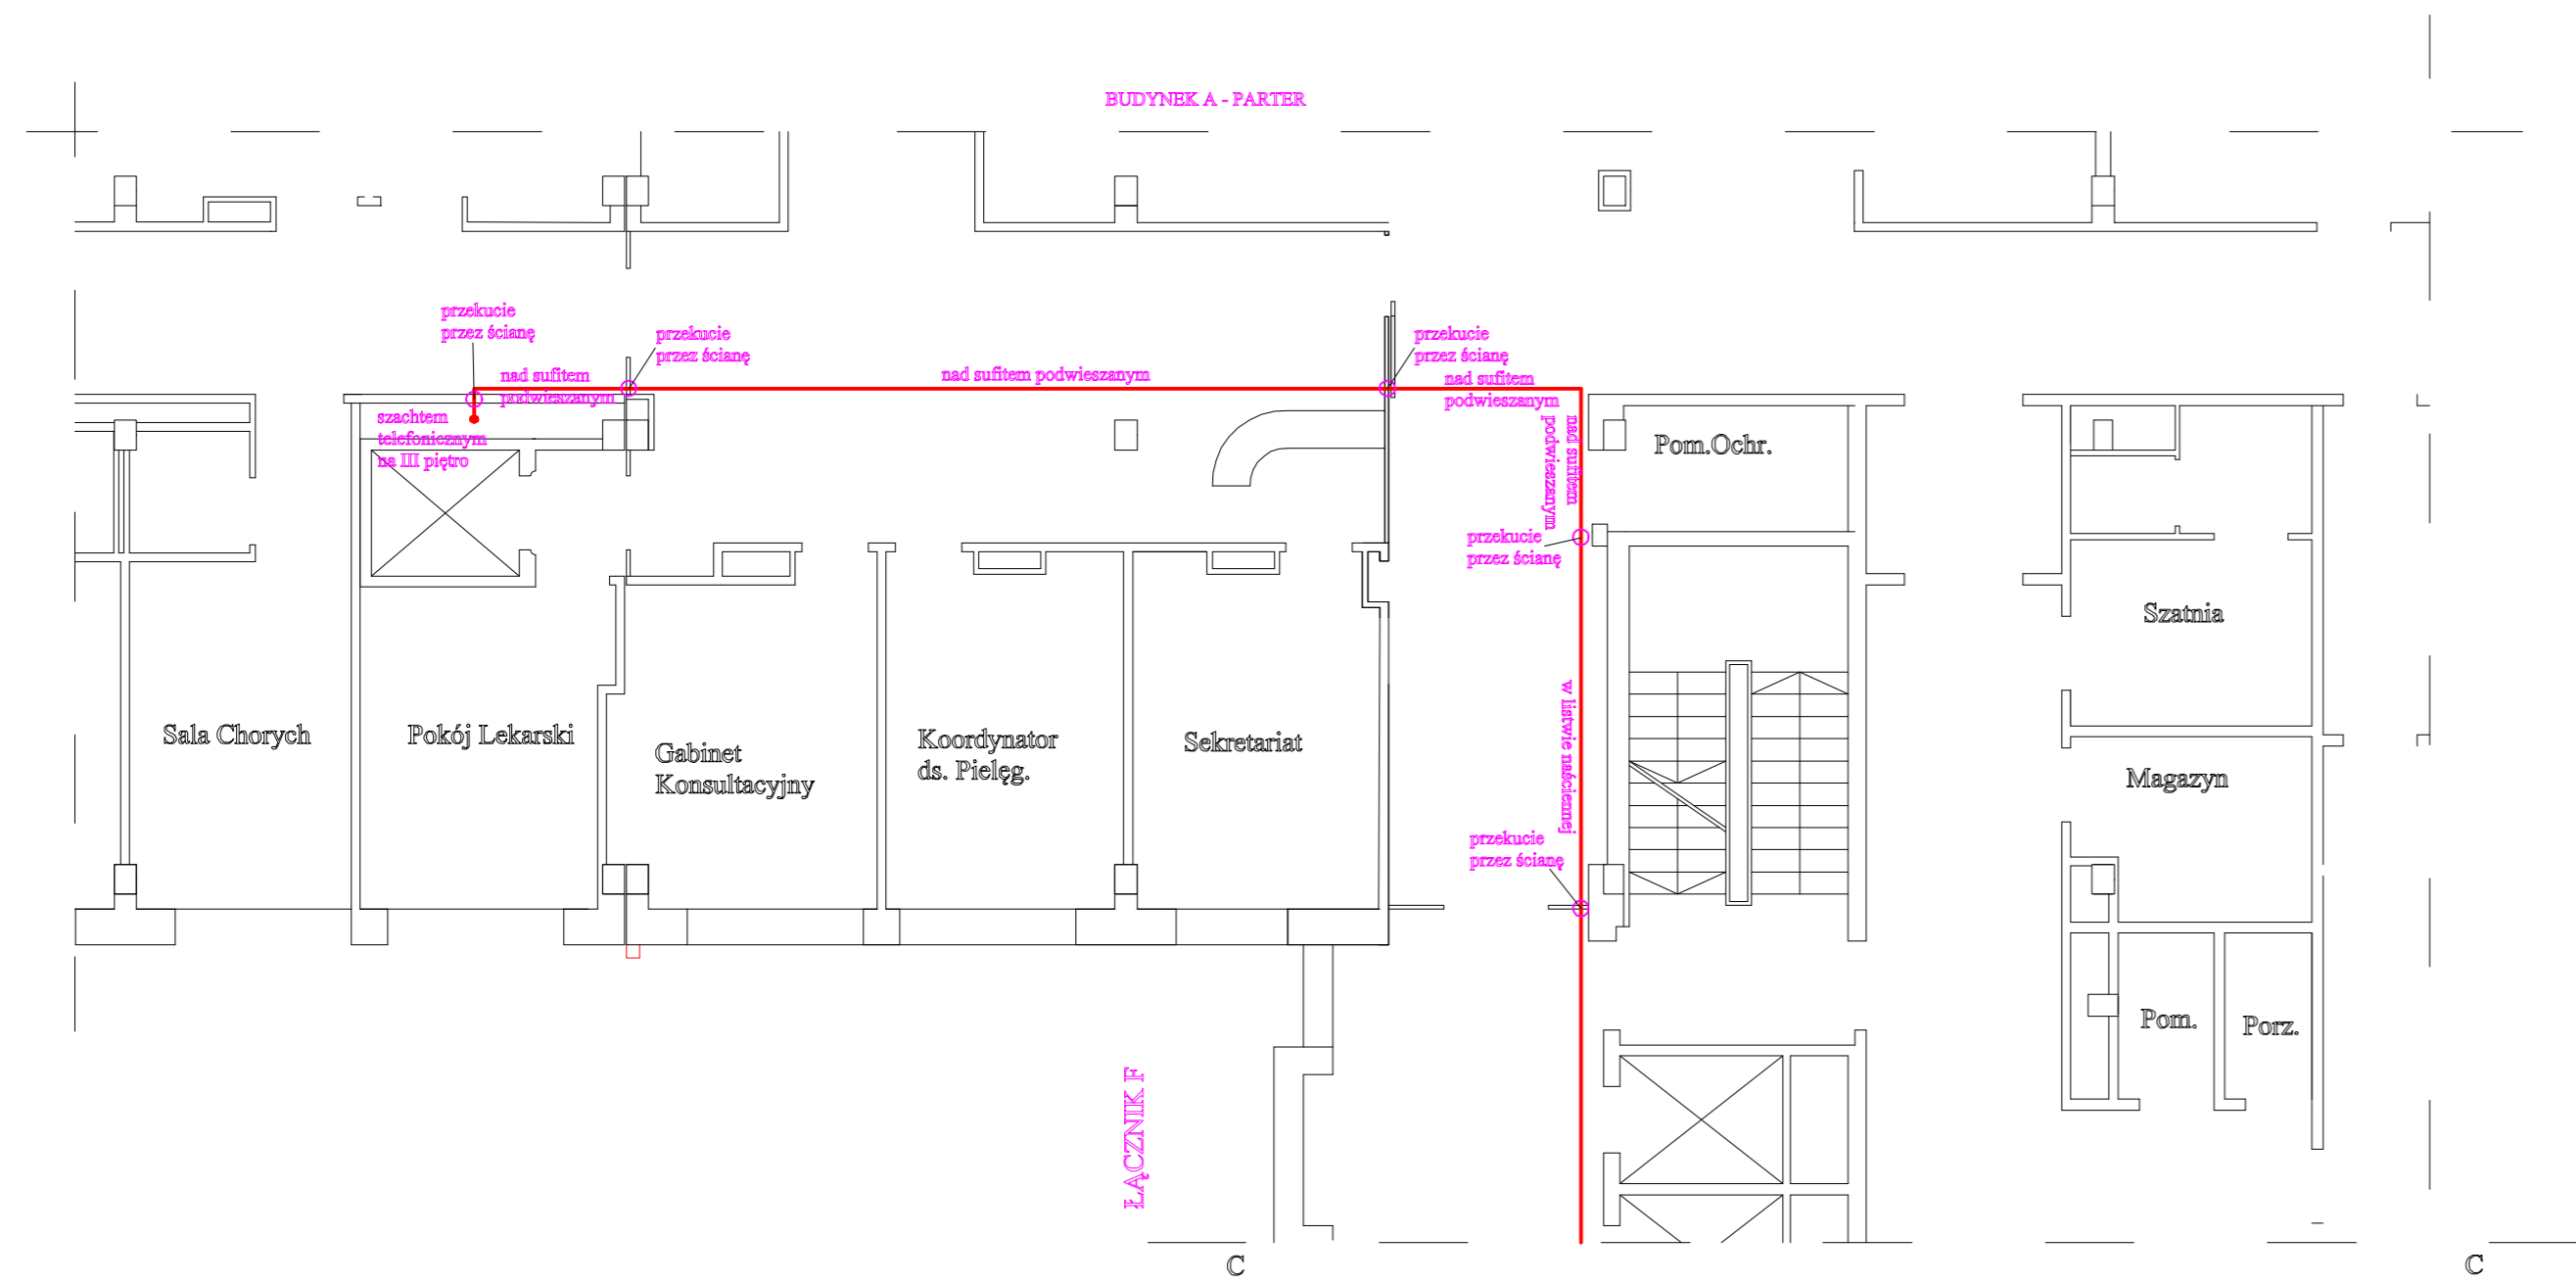 BUDYNEK A - PARTER
przekucie
przez ścianę
przekucie
przez ścianę
przekucie
przez ścianę
nad sufitem
podwieszanym
nad sufitem podwieszanym
nad sufitem
podwieszanym
szachtem
telefonicznym
na III piętro
nad sufitem
podwieszanym
Pom.Ochr.
przekucie
przez ścianę
Szatnia
w listwie naściennej
Sala Chorych
Pokój Lekarski
Gabinet
Konsultacyjny
Koordynator
ds. Pielęg.
Sekretariat
Magazyn
przekucie
przez ścianę
Pom.
Porz.
ŁĄCZNIK F
C
C